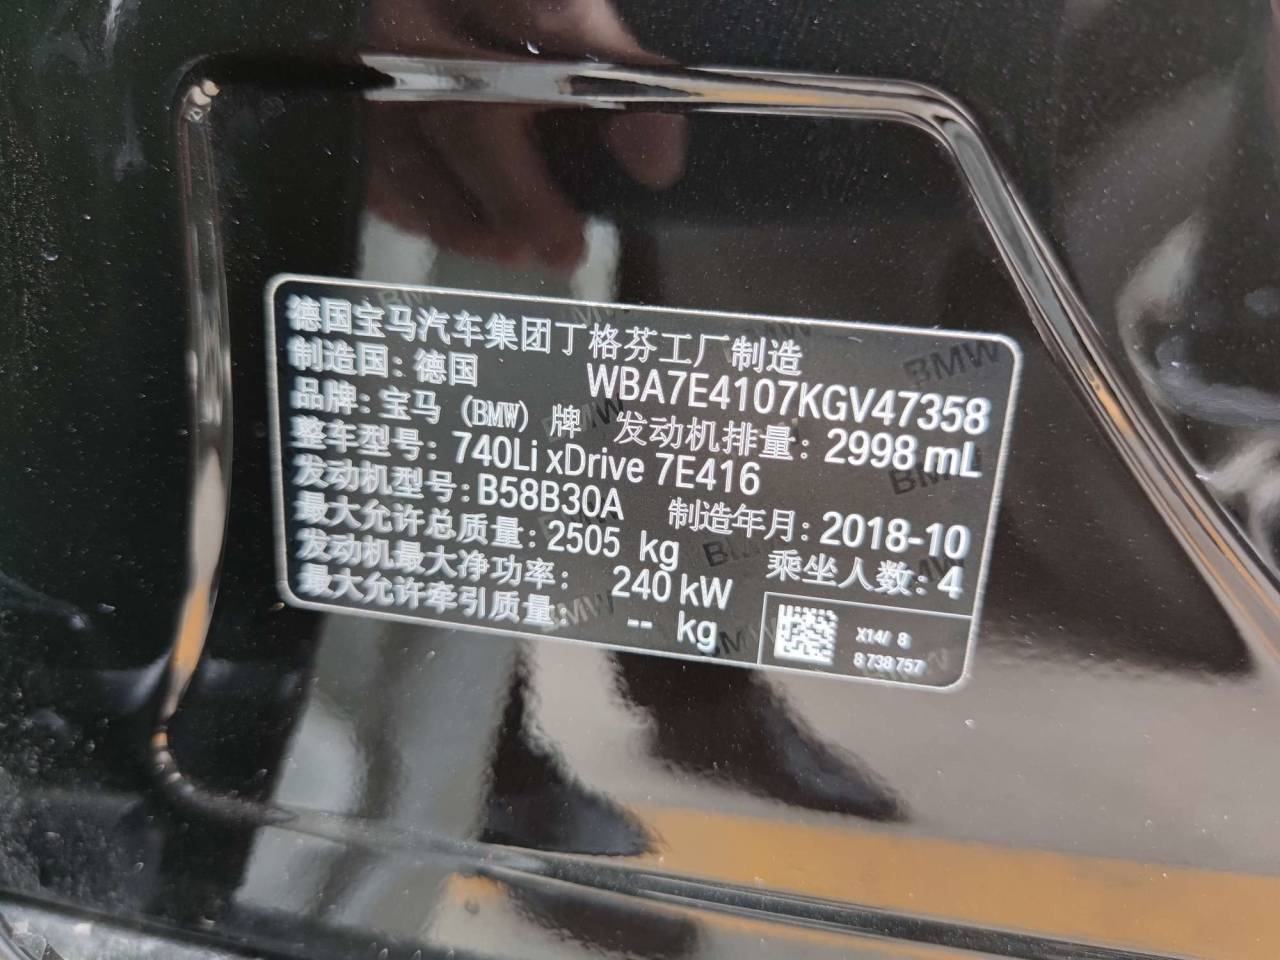 德国宝马汽车集团丁格芬工厂制造
制造国：德国 WBA7E4107KGV47358
品牌：宝马（BMW）牌 发动机排量：2998 mL
整车型号：740Li xDrive 7E416
发动机型号：B58B30A 制造年月：2018-10
最大允许总质量：2505 kg 乘坐人数：4
发动机最大净功率： 240 kW
最大允许牵引质量： -- kg
X14/ 8
8 738 757